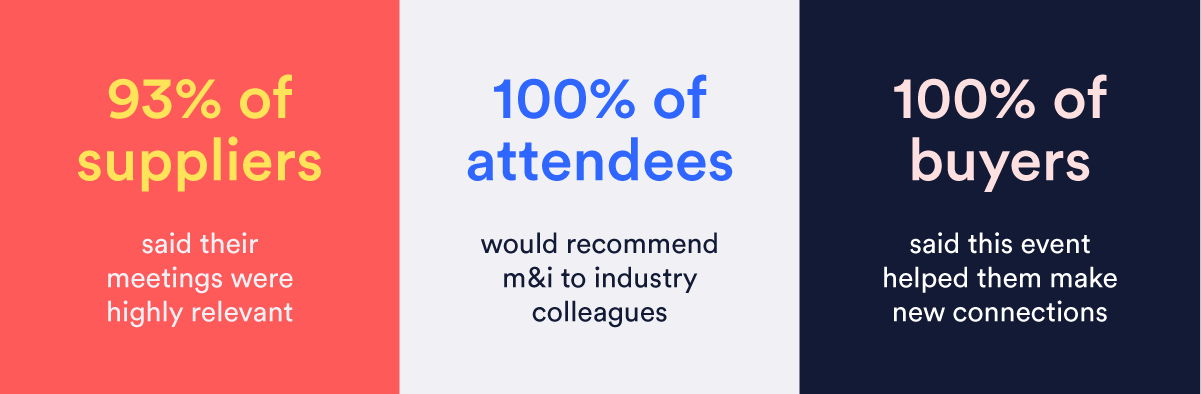 93% of
suppliers
said their
meetings were
highly relevant
100% of
attendees
would recommend
m&i to industry
colleagues
100% of
buyers
said this event
helped them make
new connections